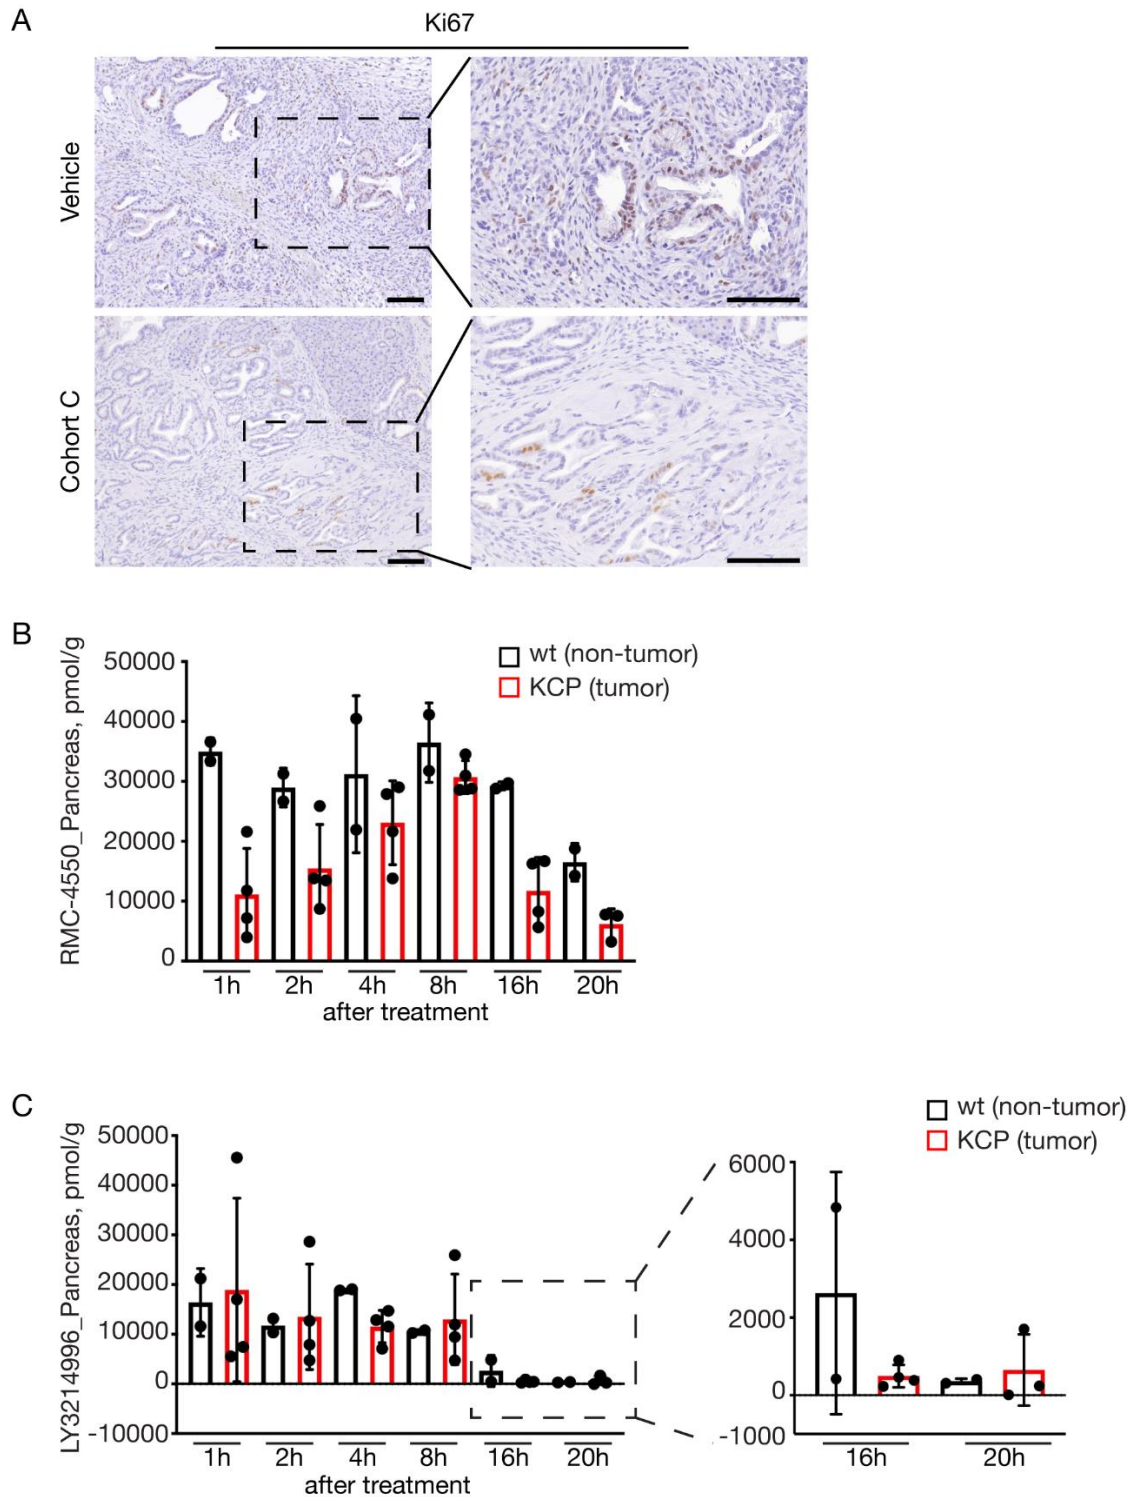 A
Ki67
Vehicle
Cohort C
B
RMC-4550_Pancreas, pmol/g
50000
40000
30000
20000
10000
0
wt (non-tumor)
KCP (tumor)
1h 2h 4h 8h 16h 20h
after treatment
C
LY3214996_Pancreas, pmol/g
50000
40000
30000
20000
10000
0
-10000
1h 2h 4h 8h 16h 20h
after treatment
wt (non-tumor)
KCP (tumor)
6000
4000
2000
0
-1000
16h 20h